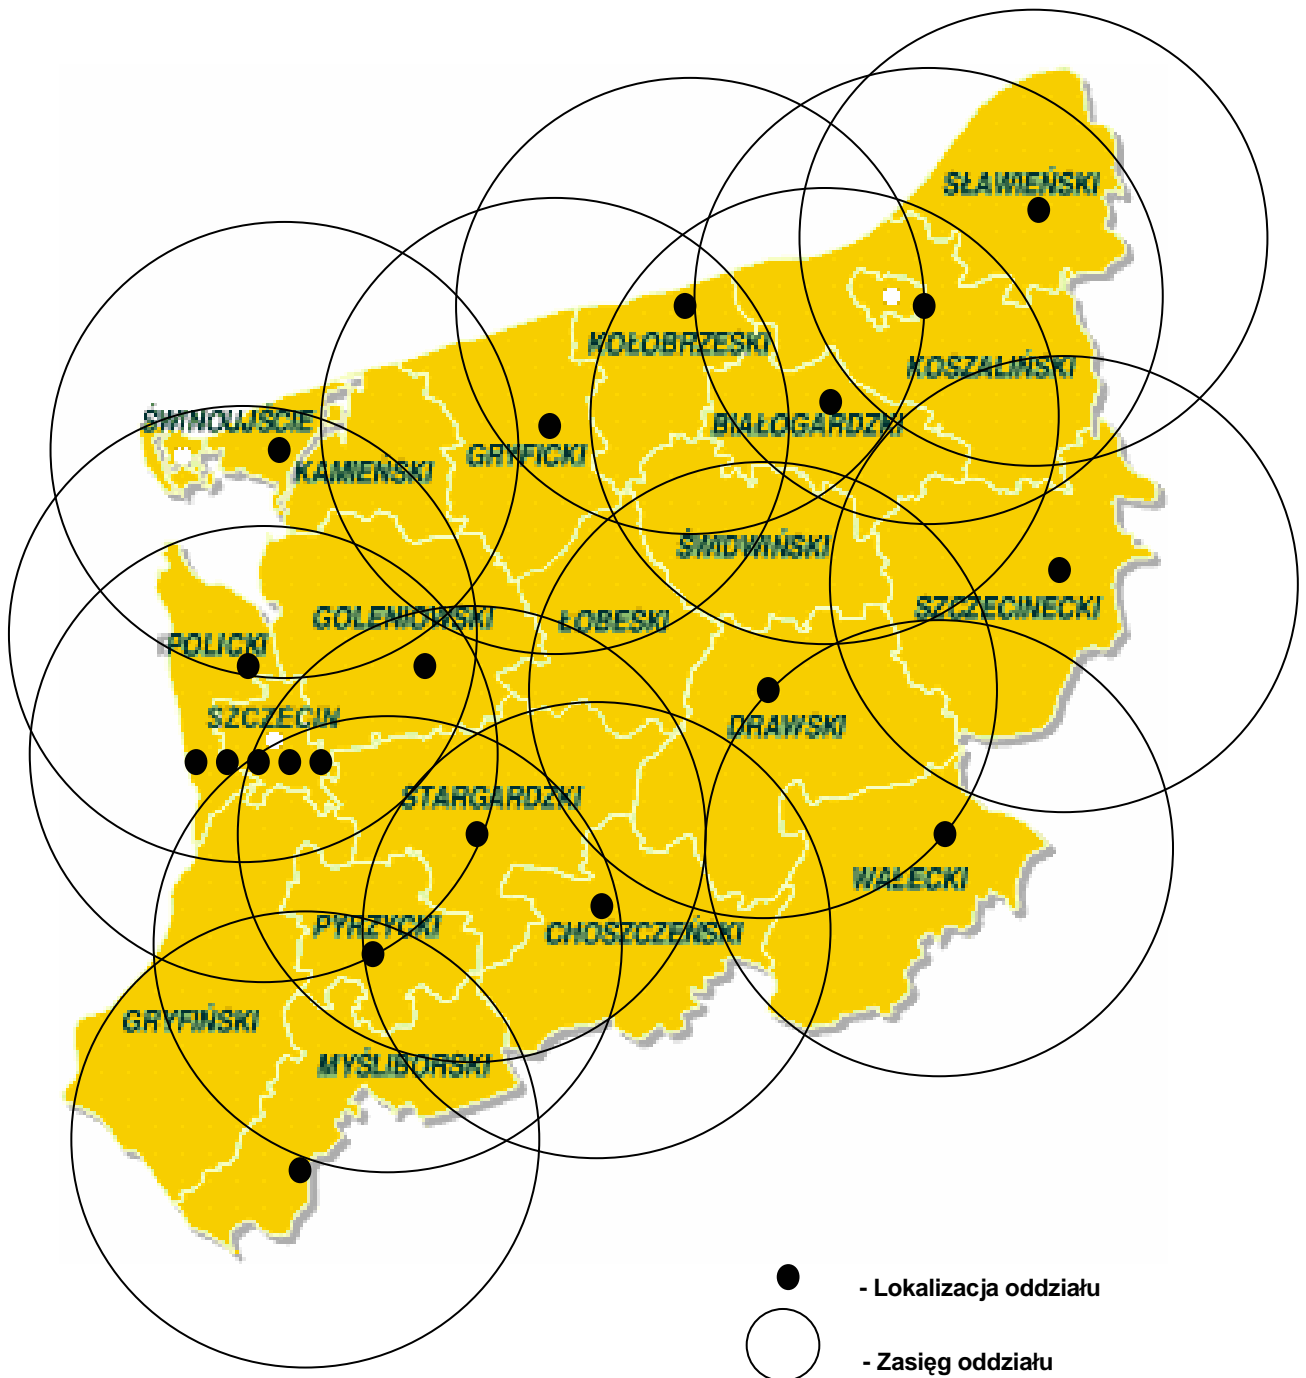 SŁAWIEŃSKI
KOŁOBRZESKI
KOSZALIŃSKI
ŚWINOUJŚCIE
BIAŁOGARDZKI
GRYFICKI
KAMIEŃSKI
ŚWIDWIŃSKI
SZCZECINECKI
GOLENIOWSKI
ŁOBESKI
POLICKI
SZCZECIN
DRAWSKI
STARGARDZKI
WAŁECKI
PYRZYCKI
CHOSZCZEŃSKI
GRYFIŃSKI
MYŚLIBORSKI
- Lokalizacja oddziału
- Zasięg oddziału